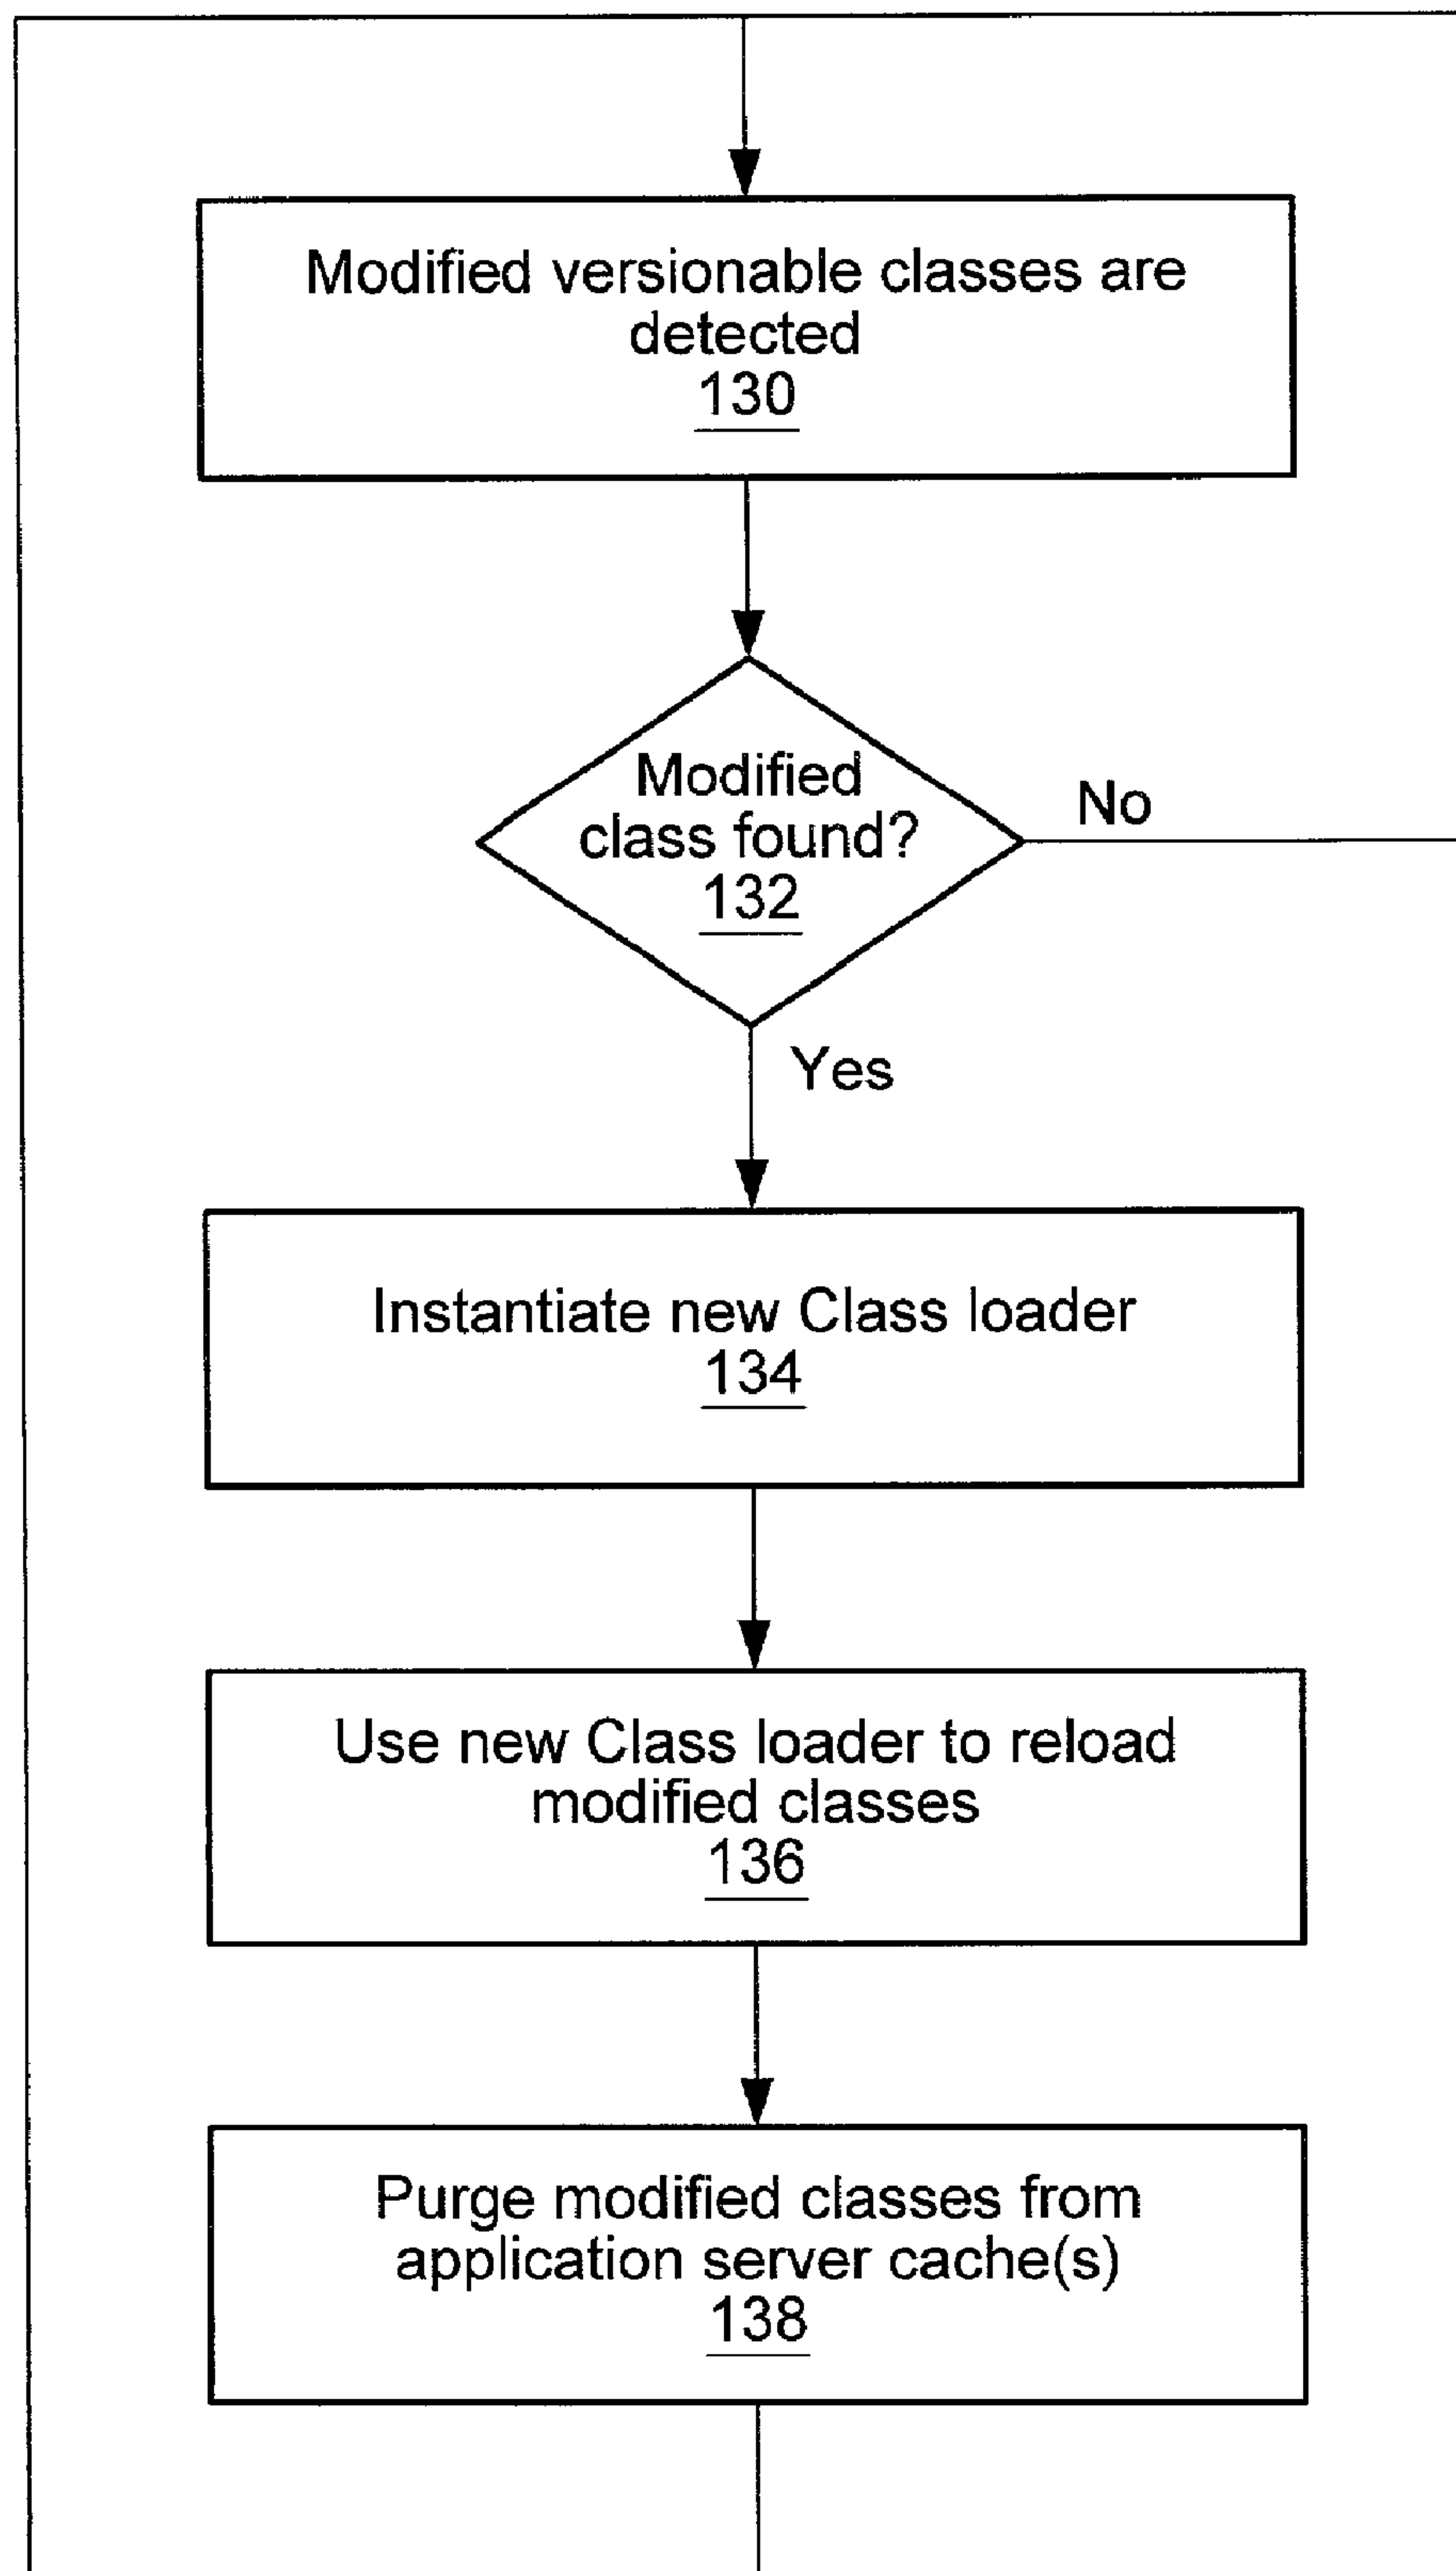 Modified versionable classes are
detected
130
Modified
class found?
132
No
Yes
Instantiate new Class loader
134
Use new Class loader to reload
modified classes
136
Purge modified classes from
application server cache(s)
138